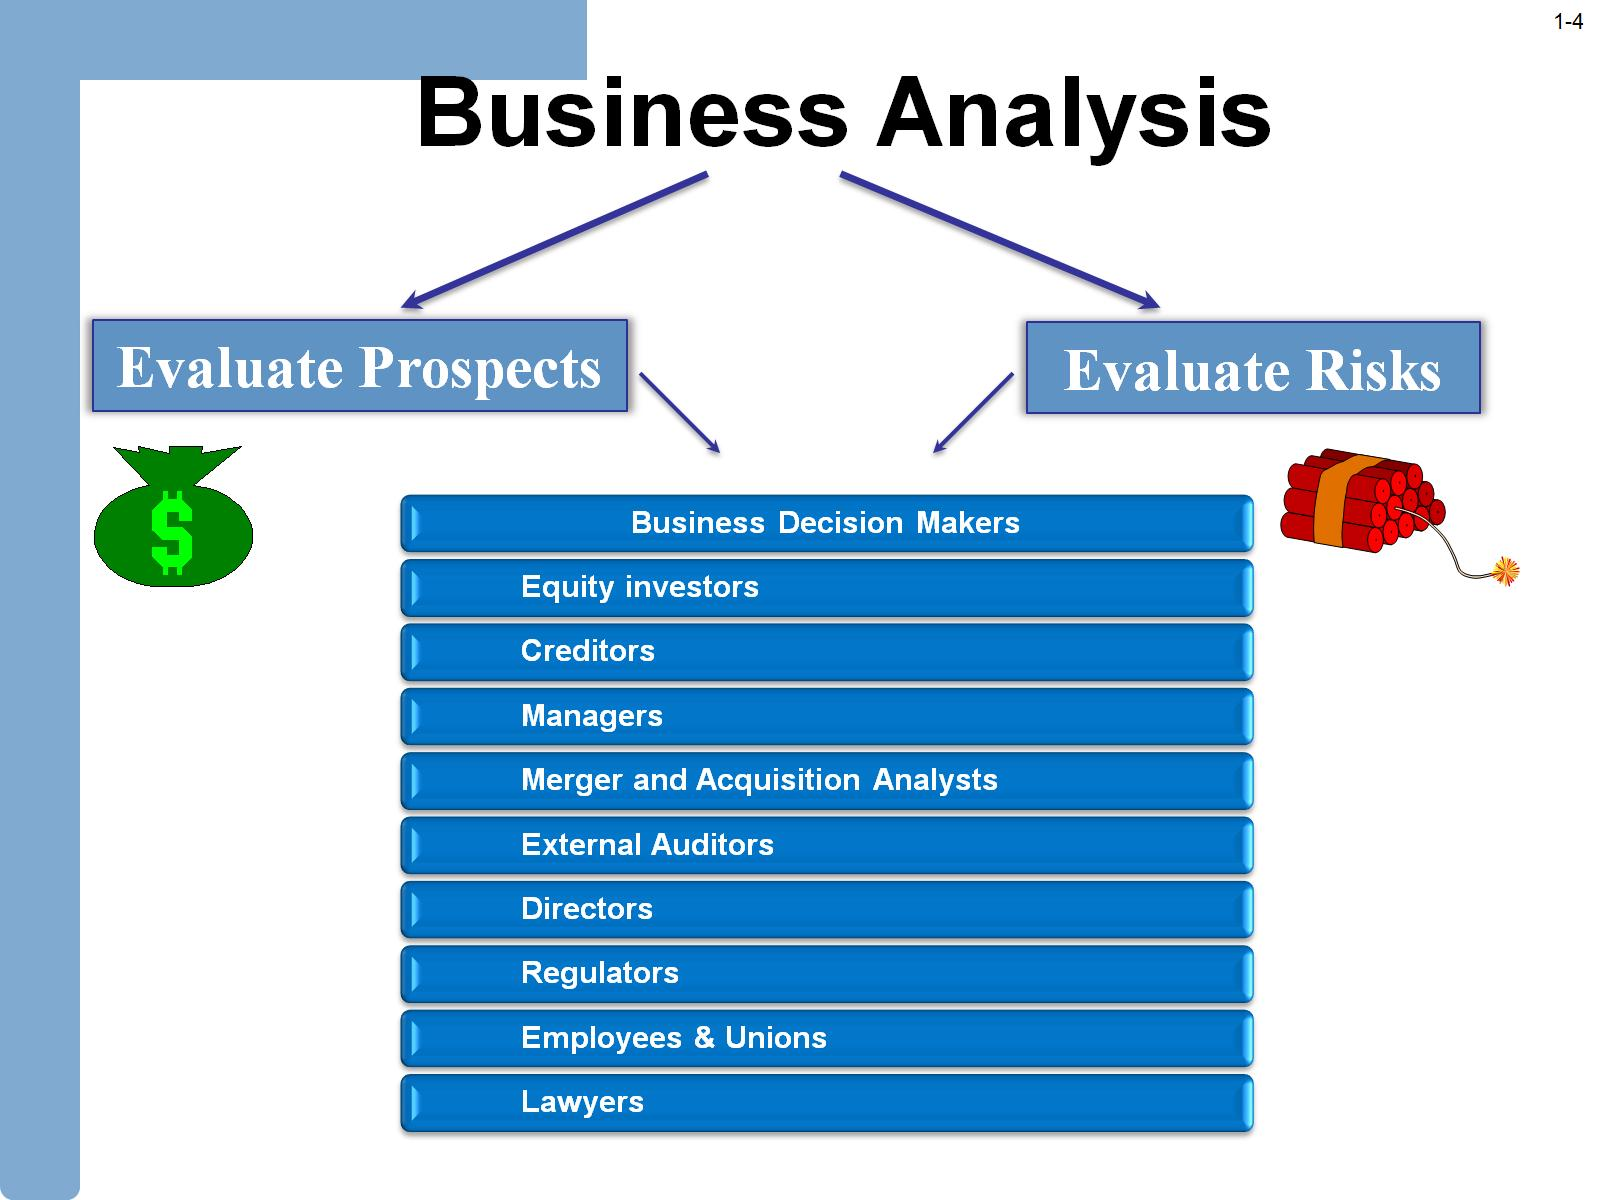 1-4
Business Analysis
Evaluate Prospects
Evaluate Risks
$
Business Decision Makers
Equity investors
Creditors
Managers
Merger and Acquisition Analysts
External Auditors
Directors
Regulators
Employees & Unions
Lawyers